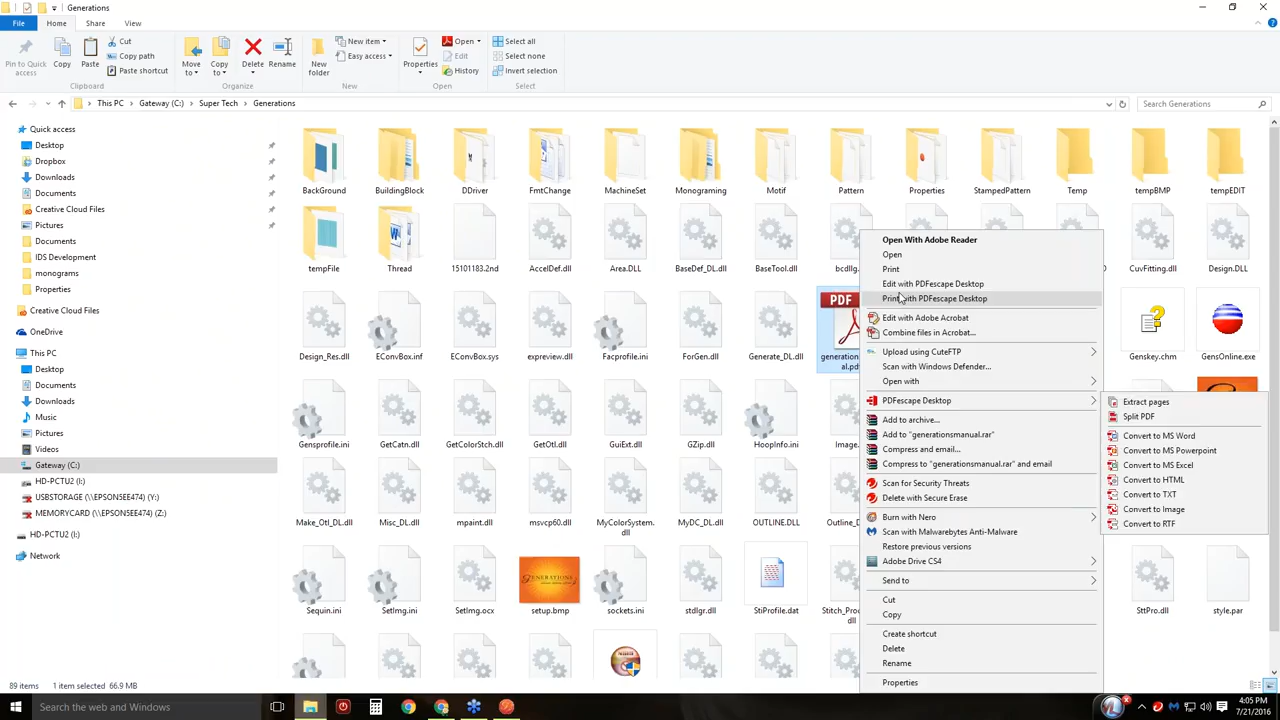 Generations
File
Home
Share
View
Pin to Quick access
Copy
Paste
Cut
Copy path
Paste shortcut
Clipboard
Move to
Copy to
Delete
Rename
Organize
New folder
New item
Easy access
New
Properties
Open
Edit
History
Open
Select all
Select none
Invert selection
Select
This PC > Gateway (C:) > Super Tech > Generations
Search Generations
Quick access
Desktop
Dropbox
Downloads
Documents
Creative Cloud Files
Pictures
Documents
IDS Development
monograms
Properties
Creative Cloud Files
OneDrive
This PC
Desktop
Documents
Downloads
Music
Pictures
Videos
Gateway (C:)
HD-PCTU2 (I:)
USBSTORAGE (\\EPSON5EE474) (Y:)
MEMORYCARD (\\EPSON5EE474) (Z:)
HD-PCTU2 (I:)
Network
BackGround
BuildingBlock
DDriver
FmtChange
MachineSet
Monograming
Motif
Pattern
Properties
StampedPattern
Temp
tempBMP
tempEDIT
tempFile
Thread
15101183.2nd
AccelDef.dll
Area.DLL
BaseDef_DL.dll
BaseTool.dll
bcdllg.
CuvFitting.dll
Design.DLL
Design_Res.dll
EConvBox.inf
EConvBox.sys
expreview.dll
Facprofile.ini
ForGen.dll
Generate_DL.dll
PDF
generation
al.pdf
Genskey.chm
GensOnline.exe
Gensprofile.ini
GetCatn.dll
GetColorStch.dll
GetOtl.dll
GuiExt.dll
GZip.dll
HoopInfo.ini
Image.
Make_Otl_DL.dll
Misc_DL.dll
mpaint.dll
msvcp60.dll
MyColorSystem.dll
MyDC_DL.dll
OUTLINE.DLL
Outline_D
Sequin.ini
SetImg.ini
SetImg.ocx
GENERATIONS
setup.bmp
sockets.ini
stdlgr.dll
StiProfile.dat
Stitch_Prod
dll
SttPro.dll
style.par
Open With Adobe Reader
Open
Print
Edit with PDFescape Desktop
Print with PDFescape Desktop
Edit with Adobe Acrobat
Combine files in Acrobat...
Upload using CuteFTP
Scan with Windows Defender...
Open with
PDFescape Desktop
Add to archive...
Add to "generationsmanual.rar"
Compress and email...
Compress to "generationsmanual.rar" and email
Scan for Security Threats
Delete with Secure Erase
Burn with Nero
Scan with Malwarebytes Anti-Malware
Restore previous versions
Adobe Drive CS4
Send to
Cut
Copy
Create shortcut
Delete
Rename
Properties
Extract pages
Split PDF
Convert to MS Word
Convert to MS Powerpoint
Convert to MS Excel
Convert to HTML
Convert to TXT
Convert to Image
Convert to RTF
89 items
1 item selected 66.9 MB
Search the web and Windows
4:05 PM
7/21/2016